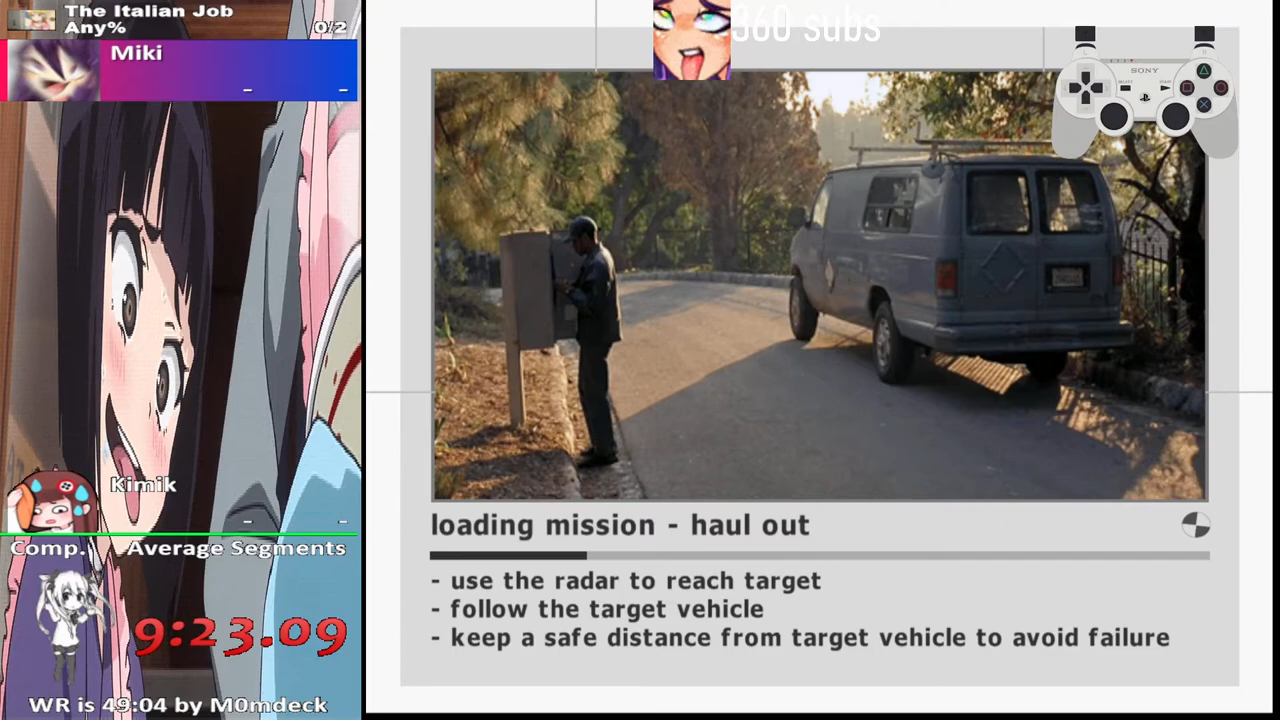 The Italian Job
Any%
0/2
Miki
-
-
Kimik
-
-
Comp.
Average Segments
9:23.09
WR is 49:04 by M0mdeck
360 subs
SONY
SELECT
START
loading mission - haul out
- use the radar to reach target
- follow the target vehicle
- keep a safe distance from target vehicle to avoid failure